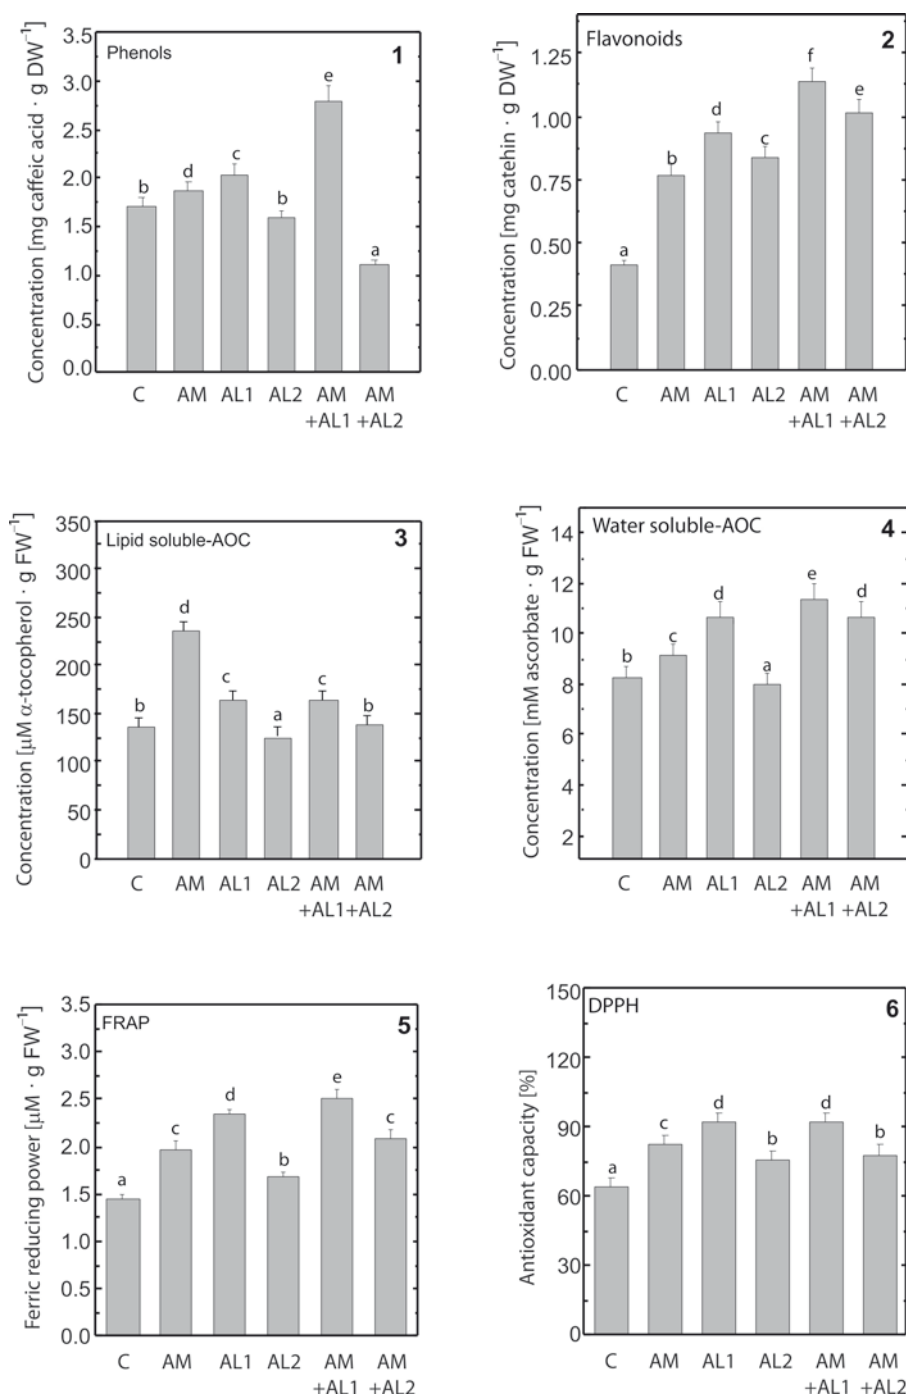 Concentration [mg caffeic acid · g DW⁻¹]
3.5
3.0
2.5
2.0
1.5
1.0
0.5
0.0
Phenols
1
b
d
c
b
e
a
C AM AL1 AL2 AM AM
+AL1 +AL2
Concentration [mg catehin · g DW⁻¹]
1.25
1.00
0.75
0.50
0.25
0.00
Flavonoids
2
a
b
d
c
f
e
C AM AL1 AL2 AM AM
+AL1 +AL2
Concentration [µM α-tocopherol · g FW⁻¹]
350
300
250
200
150
100
50
0
Lipid soluble-AOC
3
b
d
c
a
c
b
C AM AL1 AL2 AM AM
+AL1+AL2
Concentration [mM ascorbate · g FW⁻¹]
14
12
10
8
6
4
2
Water soluble-AOC
4
b
c
d
a
e
d
C AM AL1 AL2 AM AM
+AL1 +AL2
Ferric reducing power [µM · g FW⁻¹]
3.5
3.0
2.5
2.0
1.5
1.0
0.5
0.0
FRAP
5
a
c
d
b
e
c
C AM AL1 AL2 AM AM
+AL1 +AL2
Antioxidant capacity [%]
150
120
90
60
30
0
DPPH
6
a
c
d
b
d
b
C AM AL1 AL2 AM AM
+AL1 +AL2